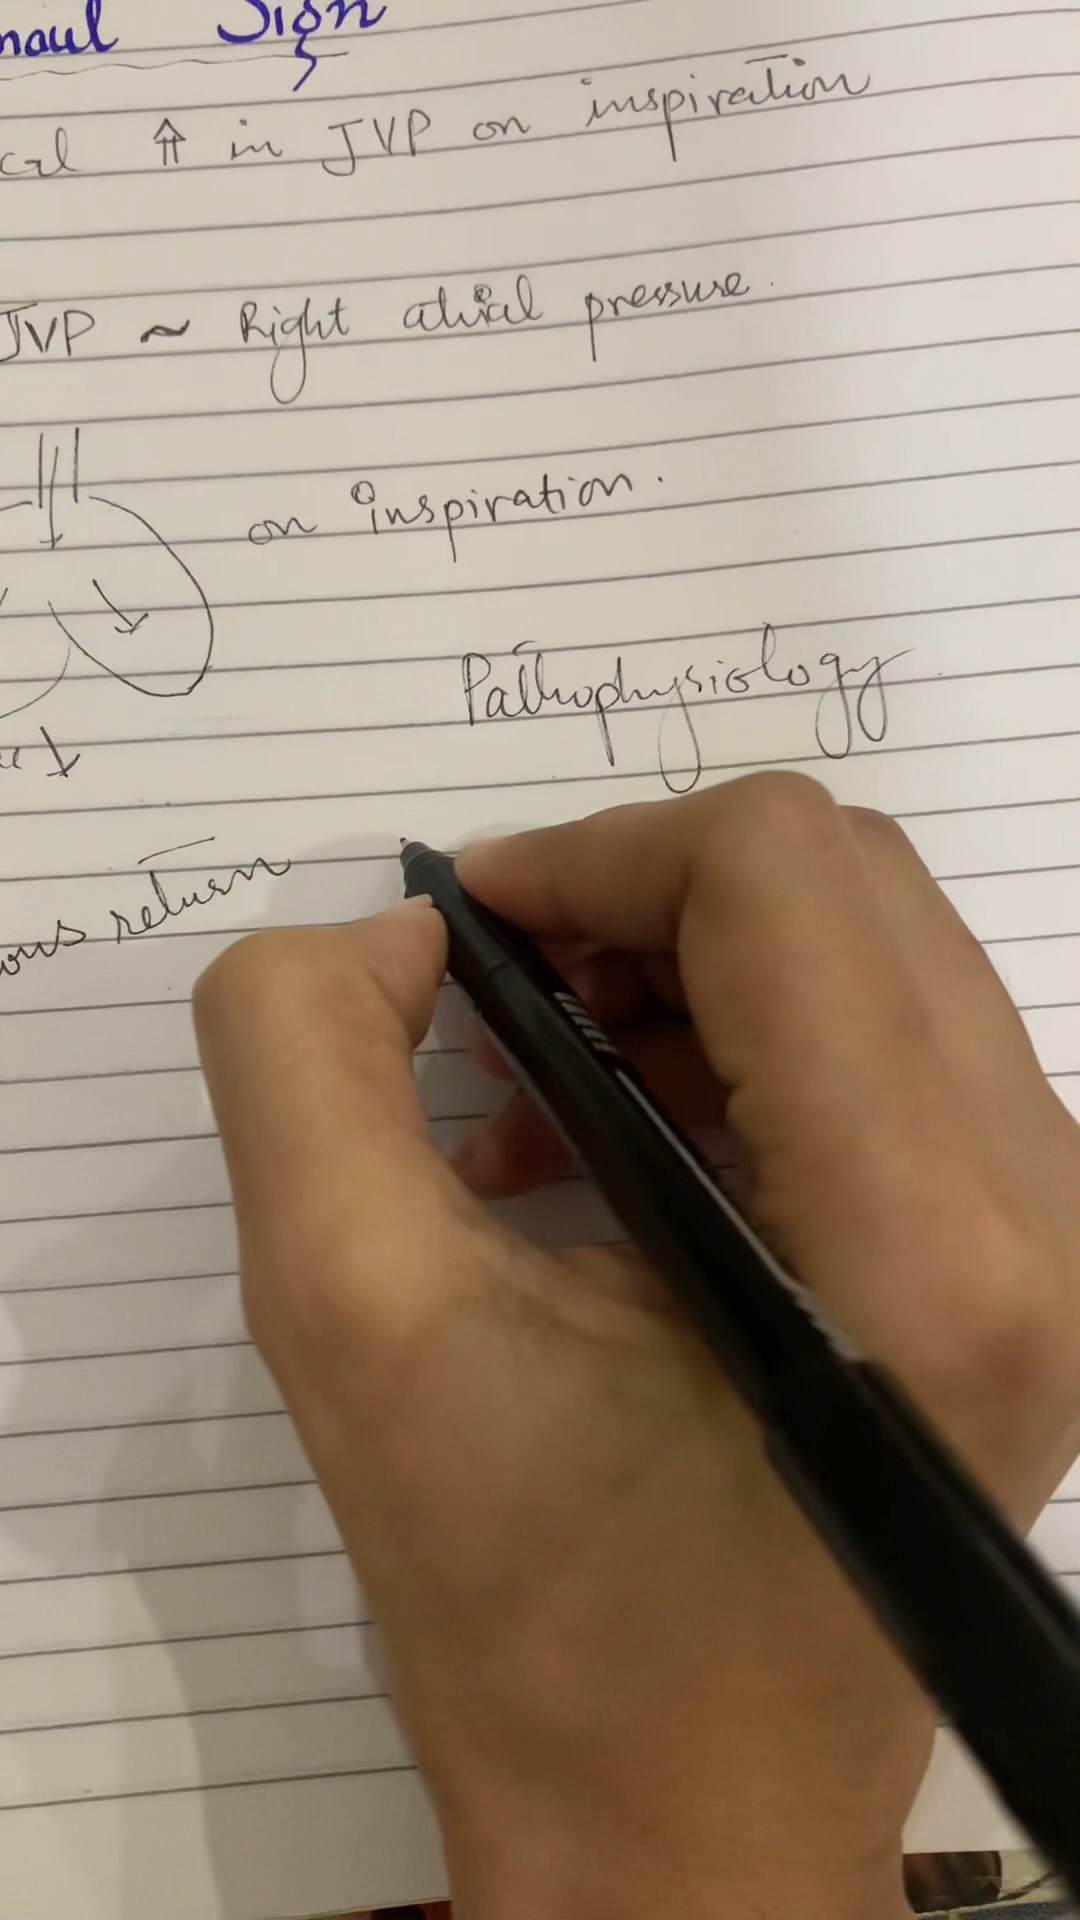 naul Sign
cal ⇑ in JVP on inspiration
JVP ~ Right atrial pressure.
on inspiration.
Pathophysiology
↓
ous return